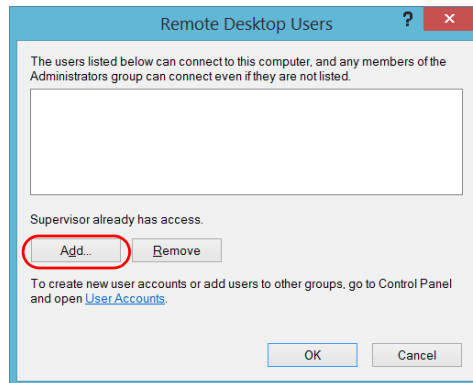 Remote Desktop Users
?
The users listed below can connect to this computer, and any members of the
Administrators group can connect even if they are not listed.
Supervisor already has access.
Add... Remove
To create new user accounts or add users to other groups, go to Control Panel
and open User Accounts.
OK Cancel